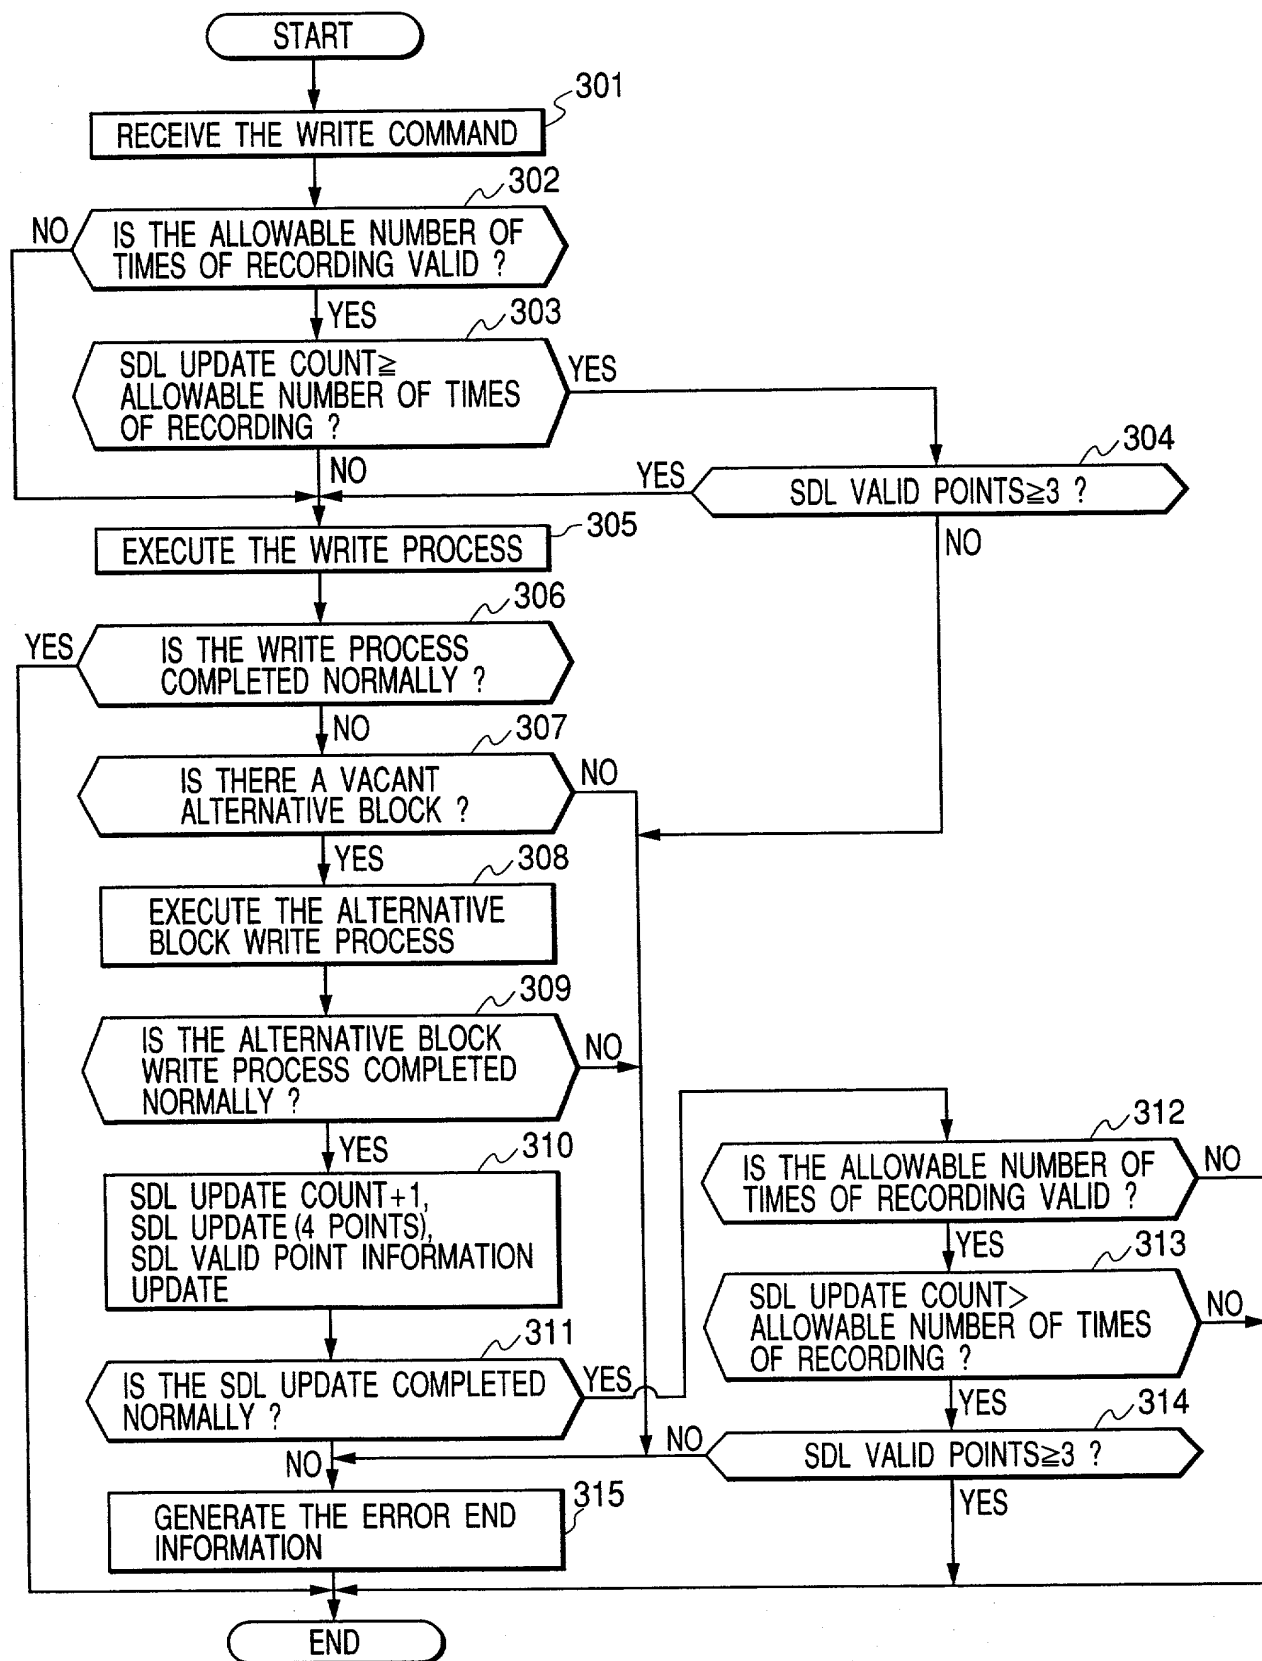 START
301
RECEIVE THE WRITE COMMAND
302
NO
IS THE ALLOWABLE NUMBER OF
TIMES OF RECORDING VALID ?
YES
303
SDL UPDATE COUNT≧
ALLOWABLE NUMBER OF TIMES
OF RECORDING ?
YES
NO
304
YES
SDL VALID POINTS≧3 ?
NO
305
EXECUTE THE WRITE PROCESS
306
YES
IS THE WRITE PROCESS
COMPLETED NORMALLY ?
NO
307
IS THERE A VACANT
ALTERNATIVE BLOCK ?
NO
YES
308
EXECUTE THE ALTERNATIVE
BLOCK WRITE PROCESS
309
IS THE ALTERNATIVE BLOCK
WRITE PROCESS COMPLETED
NORMALLY ?
NO
YES
310
SDL UPDATE COUNT+1,
SDL UPDATE (4 POINTS),
SDL VALID POINT INFORMATION
UPDATE
311
IS THE SDL UPDATE COMPLETED
NORMALLY ?
YES
NO
312
IS THE ALLOWABLE NUMBER OF
TIMES OF RECORDING VALID ?
NO
YES
313
SDL UPDATE COUNT>
ALLOWABLE NUMBER OF TIMES
OF RECORDING ?
NO
YES
314
NO
SDL VALID POINTS≧3 ?
YES
315
GENERATE THE ERROR END
INFORMATION
END